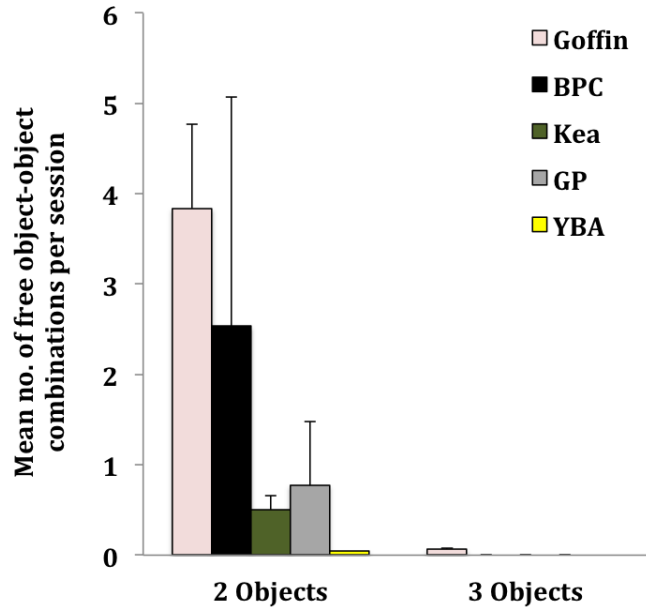 Mean no. of free object-object
combinations per session
6
5
4
3
2
1
0
2 Objects
3 Objects
Goffin
BPC
Kea
GP
YBA